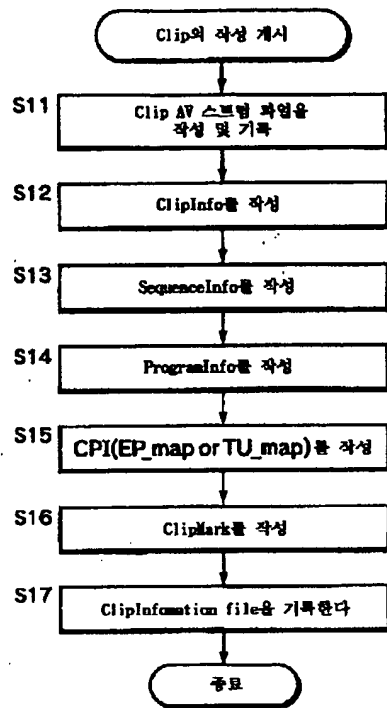 Clip의 작성 개시
S11
Clip AV 스트림 파일을
작성 및 기록
S12
ClipInfo를 작성
S13
SequenceInfo를 작성
S14
ProgramInfo를 작성
S15
CPI(EP_map or TU_map)를 작성
S16
ClipMark를 작성
S17
ClipInfomation file을 기록한다
종료